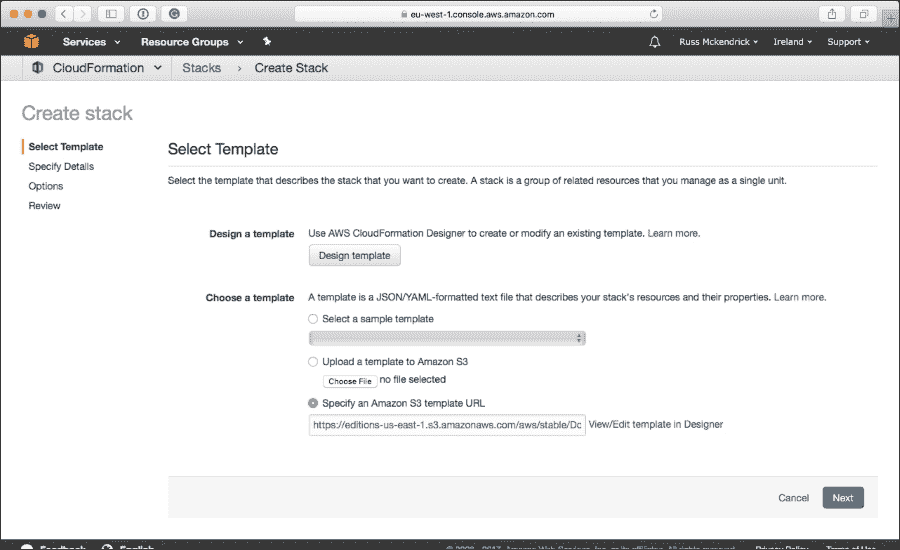 eu-west-1.console.aws.amazon.com
Services Resource Groups Russ Mckendrick Ireland Support
CloudFormation Stacks > Create Stack
Create stack
Select Template
Specify Details
Options
Review
Select Template
Select the template that describes the stack that you want to create. A stack is a group of related resources that you manage as a single unit.
Design a template Use AWS CloudFormation Designer to create or modify an existing template. Learn more.
Design template
Choose a template A template is a JSON/YAML-formatted text file that describes your stack's resources and their properties. Learn more.
Select a sample template
Upload a template to Amazon S3
Choose File no file selected
Specify an Amazon S3 template URL
https://editions-us-east-1.s3.amazonaws.com/aws/stable/Dc View/Edit template in Designer
Cancel Next
Feedback English